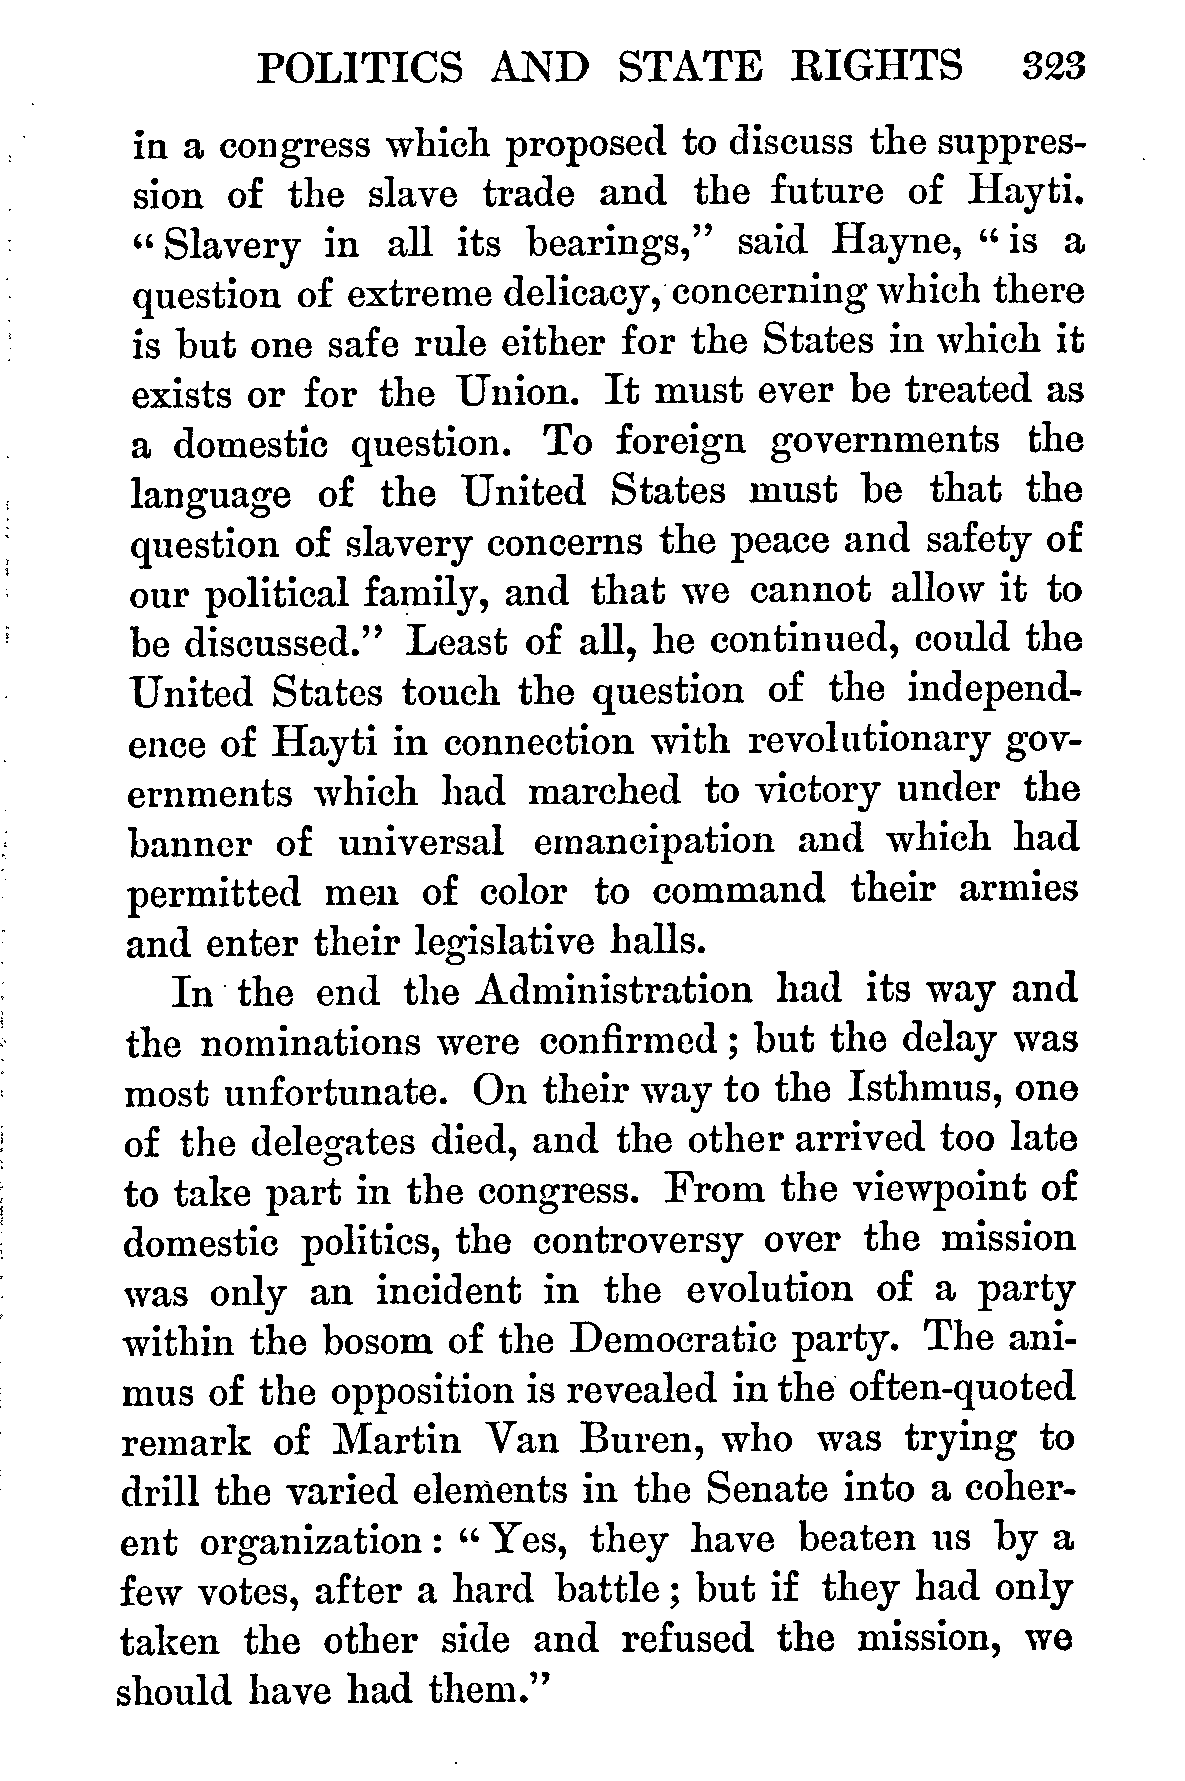 POLITICS AND STATE RIGHTS 323
in a congress which proposed to discuss the suppres-
sion of the slave trade and the future of Hayti.
“ Slavery in all its bearings,” said Hayne, “ is a
question of extreme delicacy, concerning which there
is but one safe rule either for the States in which it
exists or for the Union. It must ever be treated as
a domestic question. To foreign governments the
language of the United States must be that the
question of slavery concerns the peace and safety of
our political family, and that we cannot allow it to
be discussed.” Least of all, he continued, could the
United States touch the question of the independ-
ence of Hayti in connection with revolutionary gov-
ernments which had marched to victory under the
banner of universal emancipation and which had
permitted men of color to command their armies
and enter their legislative halls.
In the end the Administration had its way and
the nominations were confirmed ; but the delay was
most unfortunate. On their way to the Isthmus, one
of the delegates died, and the other arrived too late
to take part in the congress. From the viewpoint of
domestic politics, the controversy over the mission
was only an incident in the evolution of a party
within the bosom of the Democratic party. The ani-
mus of the opposition is revealed in the often-quoted
remark of Martin Van Buren, who was trying to
drill the varied elements in the Senate into a coher-
ent organization : “ Yes, they have beaten us by a
few votes, after a hard battle ; but if they had only
taken the other side and refused the mission, we
should have had them.”